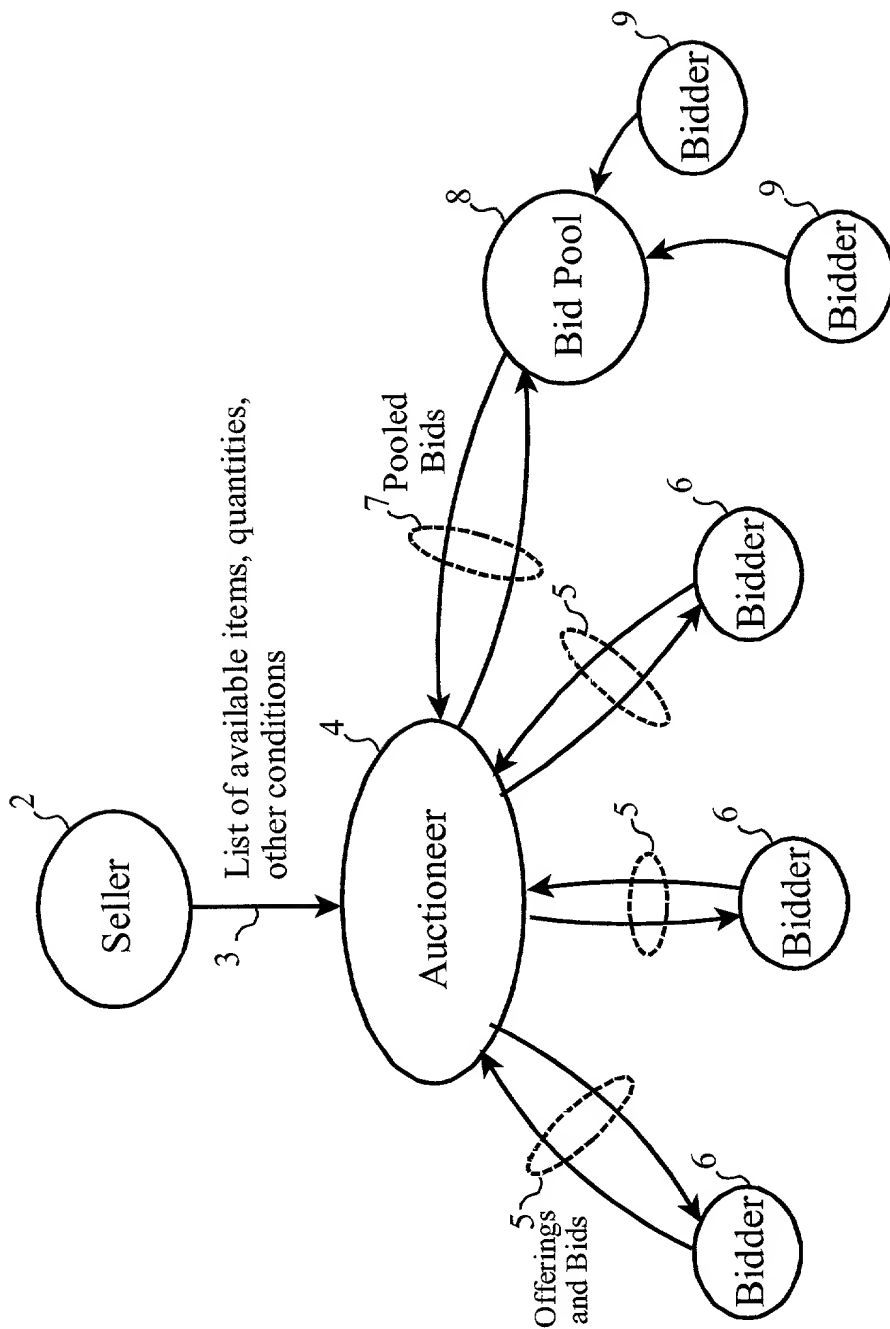 2
Seller
3
List of available items, quantities,
other conditions
4
Auctioneer
7
Pooled
Bids
8
Bid Pool
9
Bidder
9
Bidder
5
Offerings
and Bids
6
Bidder
5
6
Bidder
5
6
Bidder